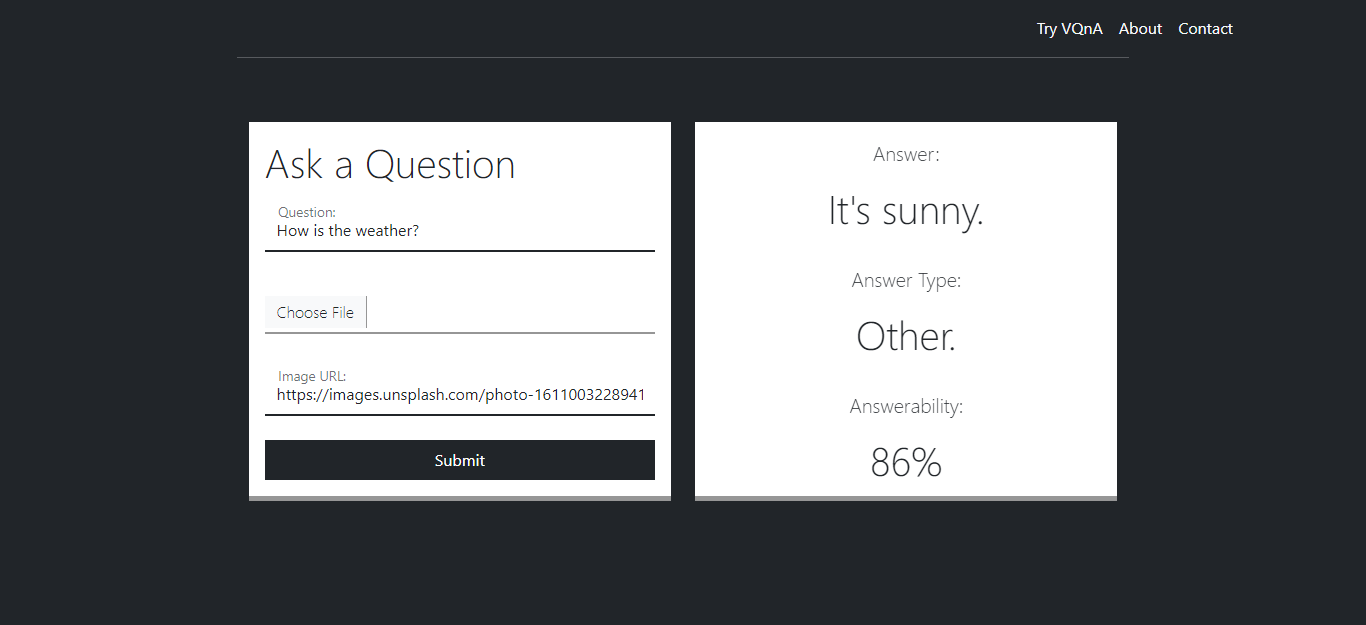 Try VQnA About Contact
Ask a Question
Question:
How is the weather?
Choose File
Image URL:
https://images.unsplash.com/photo-1611003228941
Submit
Answer:
It's sunny.
Answer Type:
Other.
Answerability:
86%